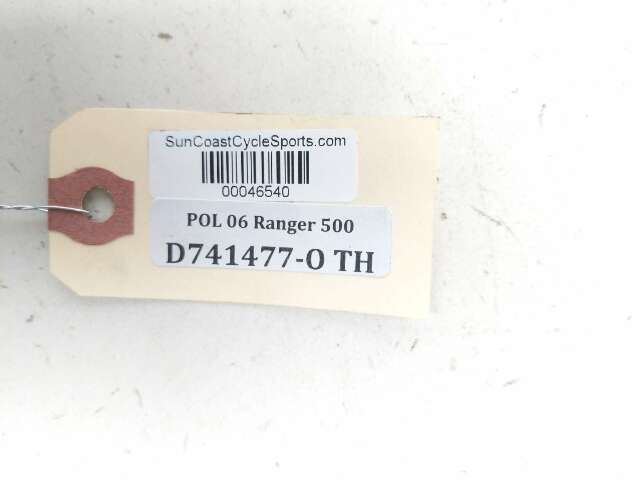 SunCoastCycleSports.com
00046540
POL 06 Ranger 500
D741477-O TH